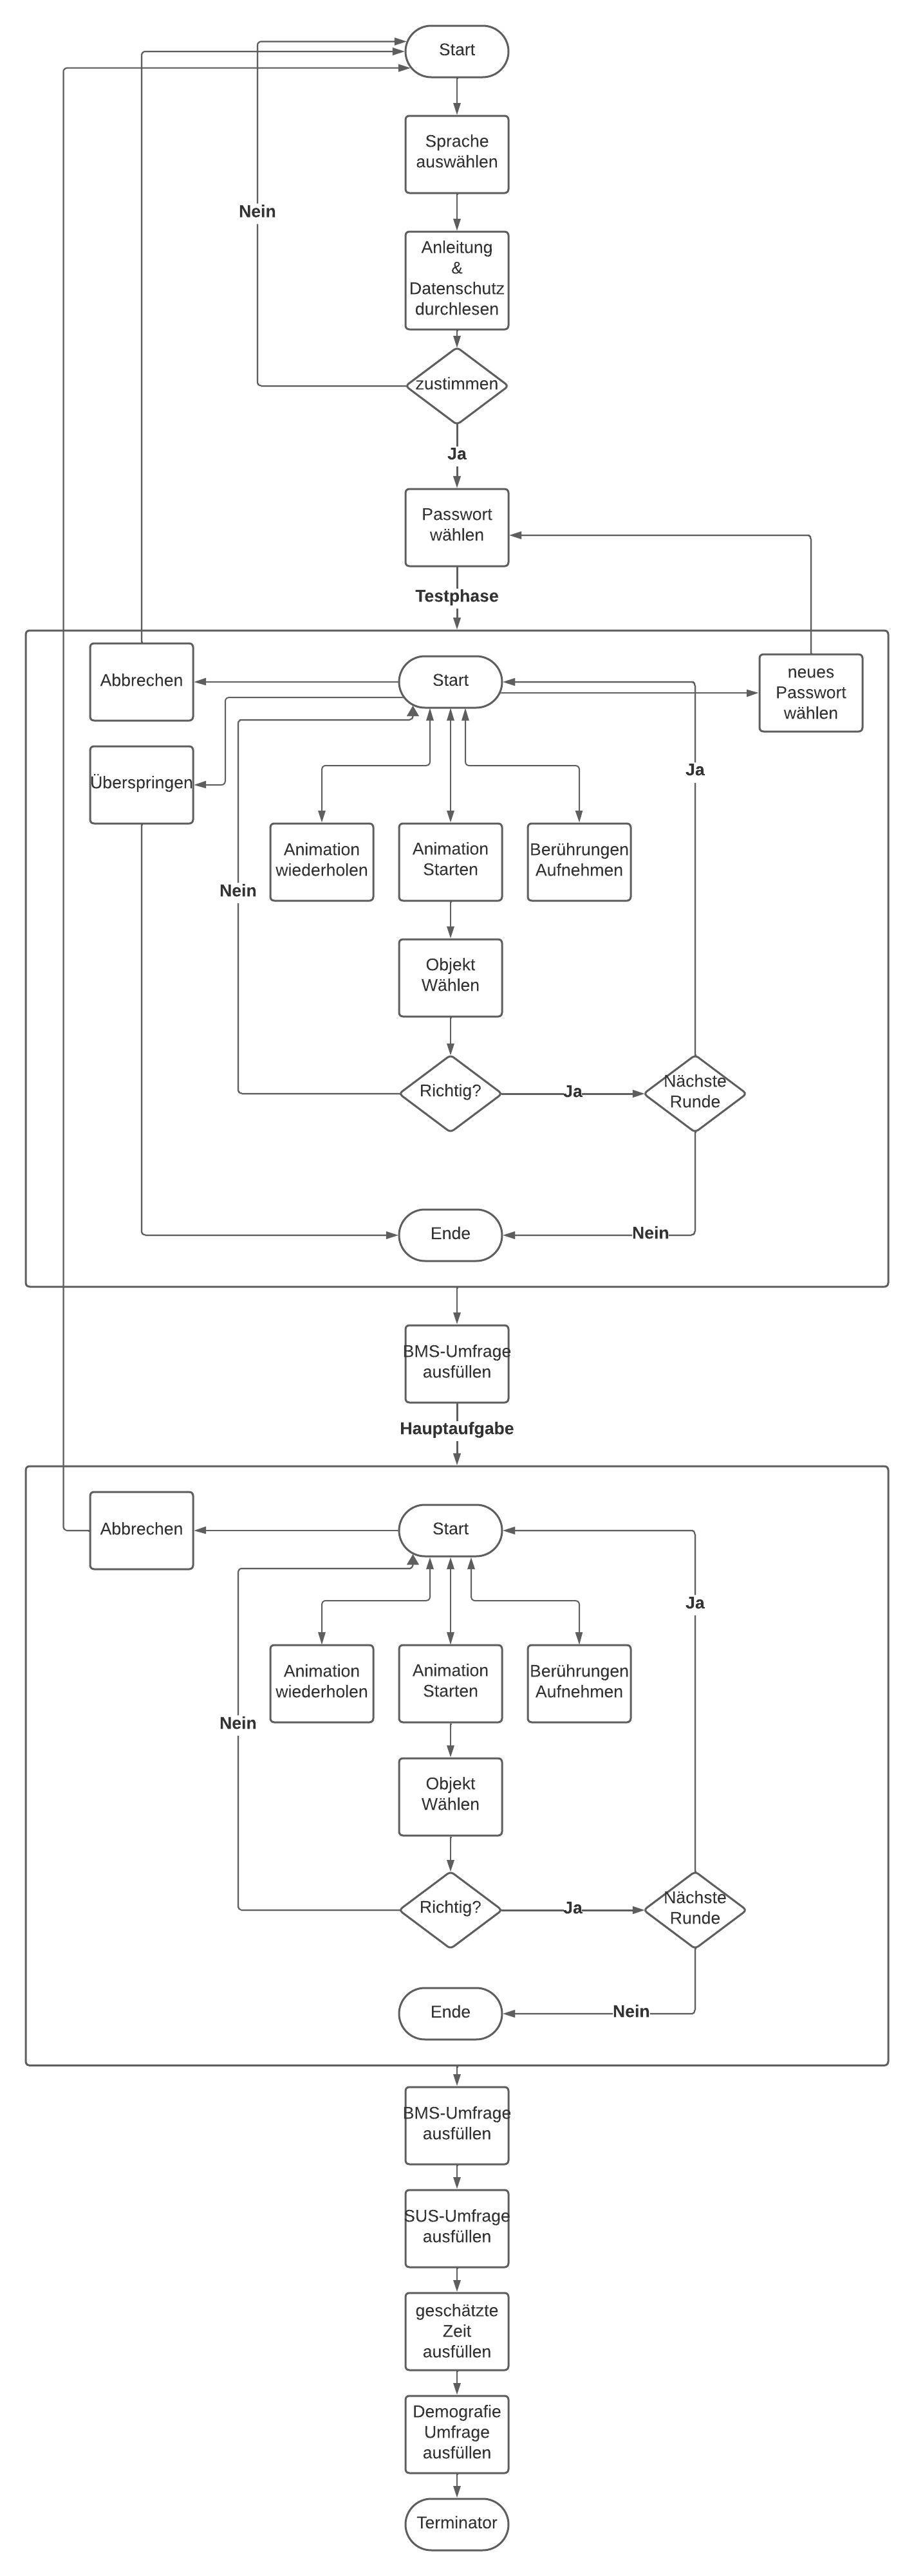 Start
Sprache
auswählen
Nein
Anleitung
&
Datenschutz
durchlesen
zustimmen
Ja
Passwort
wählen
Testphase
Abbrechen
Start
neues
Passwort
wählen
Überspringen
Ja
Animation
wiederholen
Animation
Starten
Berührungen
Aufnehmen
Nein
Objekt
Wählen
Richtig?
Ja
Nächste
Runde
Ende
Nein
BMS-Umfrage
ausfüllen
Hauptaufgabe
Abbrechen
Start
Ja
Animation
wiederholen
Animation
Starten
Berührungen
Aufnehmen
Nein
Objekt
Wählen
Richtig?
Ja
Nächste
Runde
Ende
Nein
BMS-Umfrage
ausfüllen
SUS-Umfrage
ausfüllen
geschätzte
Zeit
ausfüllen
Demografie
Umfrage
ausfüllen
Terminator